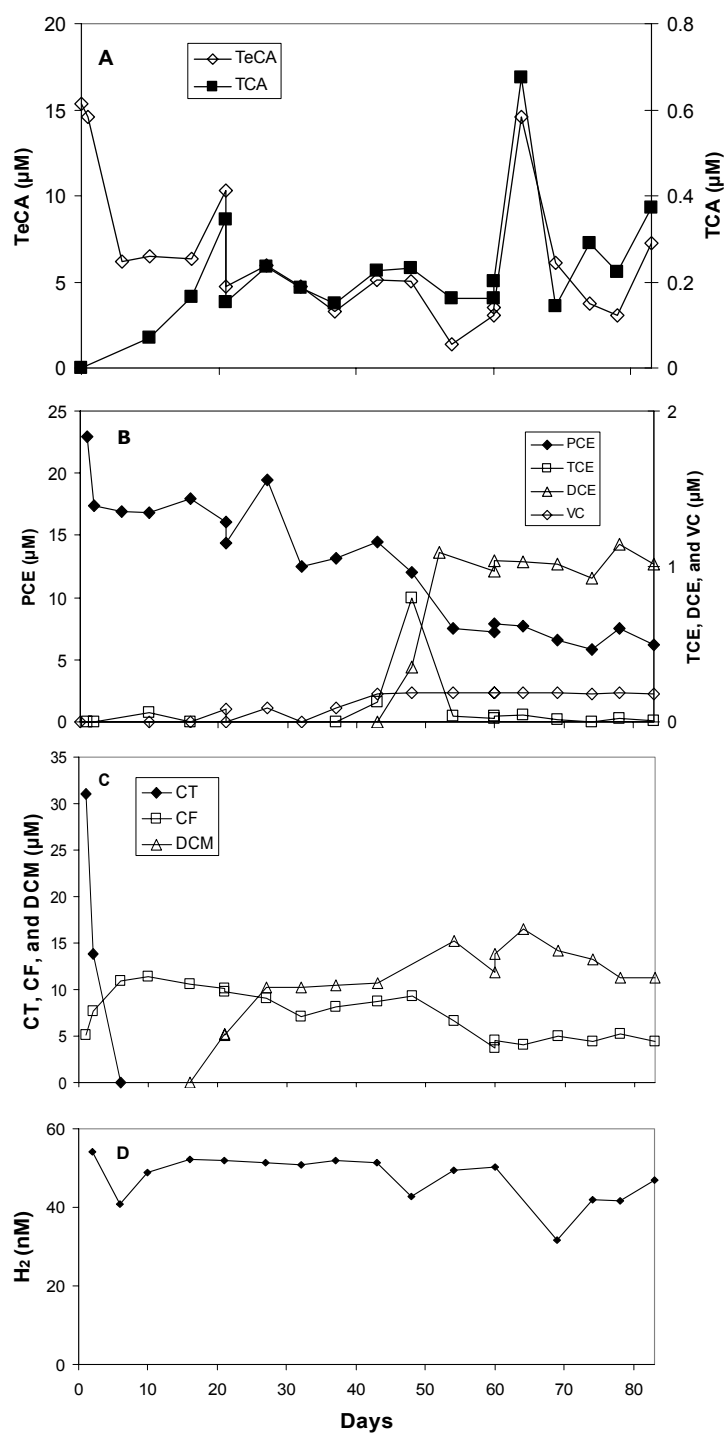 A
TeCA
TCA
20
15
10
5
0
TeCA (µM)
0.8
0.6
0.4
0.2
0
TCA (µM)
B
PCE
TCE
DCE
VC
25
20
15
10
5
0
PCE (µM)
2
1
0
TCE, DCE, and VC (µM)
C
CT
CF
DCM
35
30
25
20
15
10
5
0
CT, CF, and DCM (µM)
D
60
40
20
0
H2 (nM)
0 10 20 30 40 50 60 70 80
Days